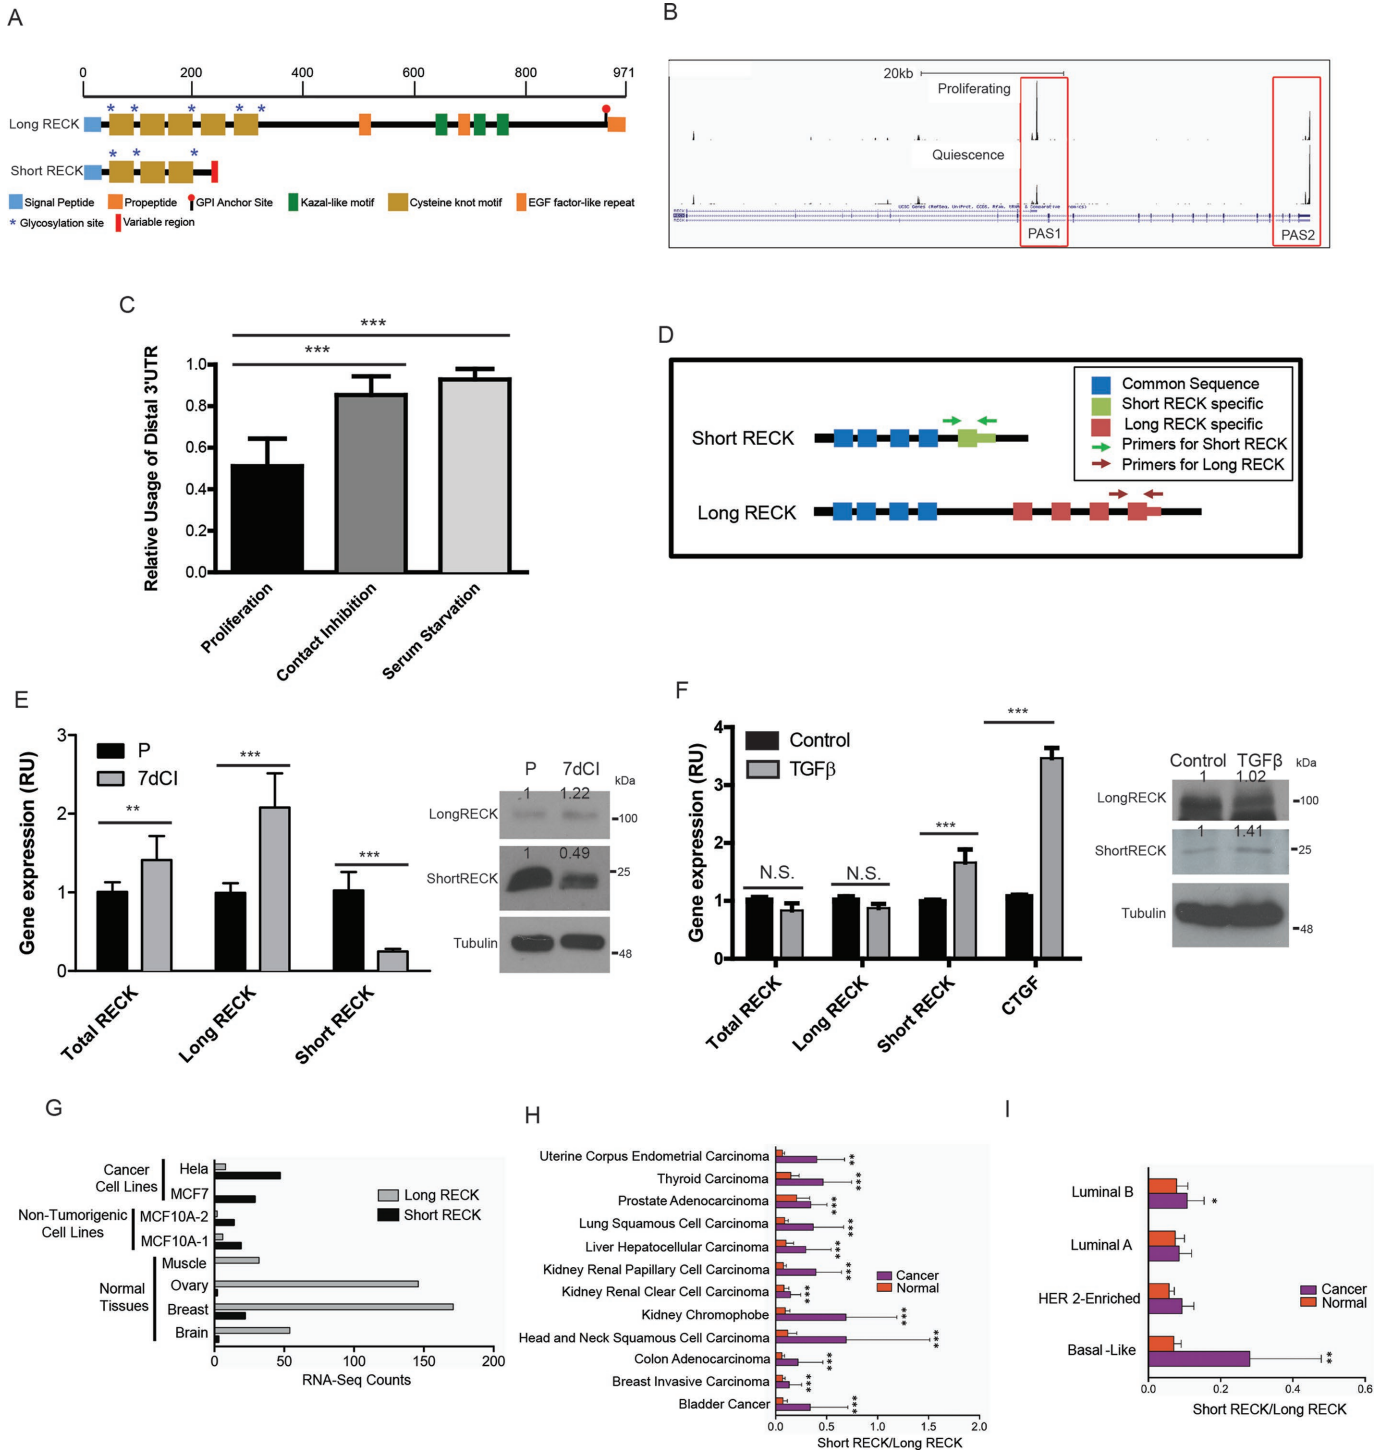 A
0 200 400 600 800 971
* * * * *
Long RECK
* * *
Short RECK
Signal Peptide Propeptide GPI Anchor Site Kazal-like motif Cysteine knot motif EGF factor-like repeat
* Glycosylation site Variable region
B
20kb
Proliferating
Quiescence
PAS1
PAS2
C
***
***
Relative Usage of Distal 3'UTR
1.0
0.8
0.6
0.4
0.2
0.0
Proliferation
Contact Inhibition
Serum Starvation
D
Short RECK
Long RECK
Common Sequence
Short RECK specific
Long RECK specific
Primers for Short RECK
Primers for Long RECK
E
Gene expression (RU)
3
2
1
0
P
7dCI
**
***
***
Total RECK
Long RECK
Short RECK
P 7dCI kDa
1 1.22
LongRECK
100
1 0.49
ShortRECK
25
Tubulin
48
F
Gene expression (RU)
4
3
2
1
0
Control
TGFβ
N.S.
N.S.
***
***
Total RECK
Long RECK
Short RECK
CTGF
Control TGFβ kDa
1 1.02
LongRECK
100
1 1.41
ShortRECK
25
Tubulin
48
G
Cancer Cell Lines
Non-Tumorigenic Cell Lines
Normal Tissues
Hela
MCF7
MCF10A-2
MCF10A-1
Muscle
Ovary
Breast
Brain
Long RECK
Short RECK
0 50 100 150 200
RNA-Seq Counts
H
Uterine Corpus Endometrial Carcinoma **
Thyroid Carcinoma ***
Prostate Adenocarcinoma ***
Lung Squamous Cell Carcinoma ***
Liver Hepatocellular Carcinoma ***
Kidney Renal Papillary Cell Carcinoma ***
Kidney Renal Clear Cell Carcinoma ***
Kidney Chromophobe ***
Head and Neck Squamous Cell Carcinoma ***
Colon Adenocarcinoma ***
Breast Invasive Carcinoma ***
Bladder Cancer ***
Cancer
Normal
0.0 0.5 1.0 1.5 2.0
Short RECK/Long RECK
I
Luminal B *
Luminal A
HER 2-Enriched
Basal-Like **
Cancer
Normal
0.0 0.2 0.4 0.6
Short RECK/Long RECK